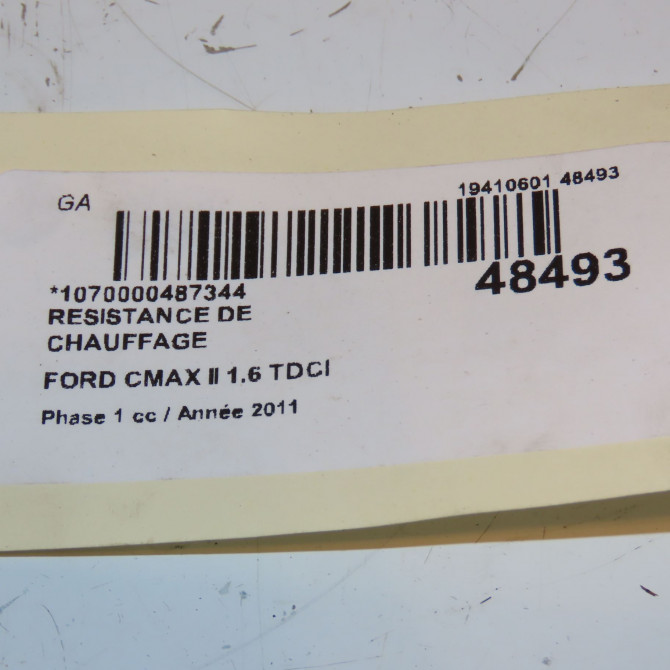 GA
19410601 48493
48493
*1070000487344
RESISTANCE DE
CHAUFFAGE
FORD CMAX II 1.6 TDCI
Phase 1 cc / Année 2011